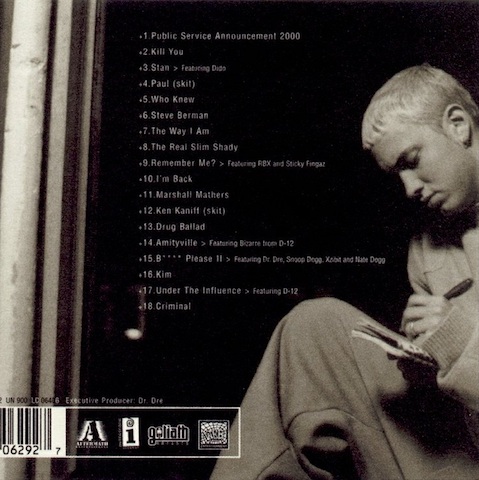 1.Public Service Announcement 2000
2.Kill You
3.Stan > Featuring Dido
4.Paul (skit)
5.Who Knew
6.Steve Berman
7.The Way I Am
8.The Real Slim Shady
9.Remember Me? > Featuring RBX and Sticky Fingaz
10.I'm Back
11.Marshall Mathers
12.Ken Kaniff (skit)
13.Drug Ballad
14.Amityville > Featuring Bizarre from D-12
15.B**** Please II > Featuring Dr. Dre, Snoop Dogg, Xzibit and Nate Dogg
16.Kim
17.Under The Influence > Featuring D-12
18.Criminal
Executive Producer: Dr. Dre
06292 7
A
AFTERMATH
i
goliath